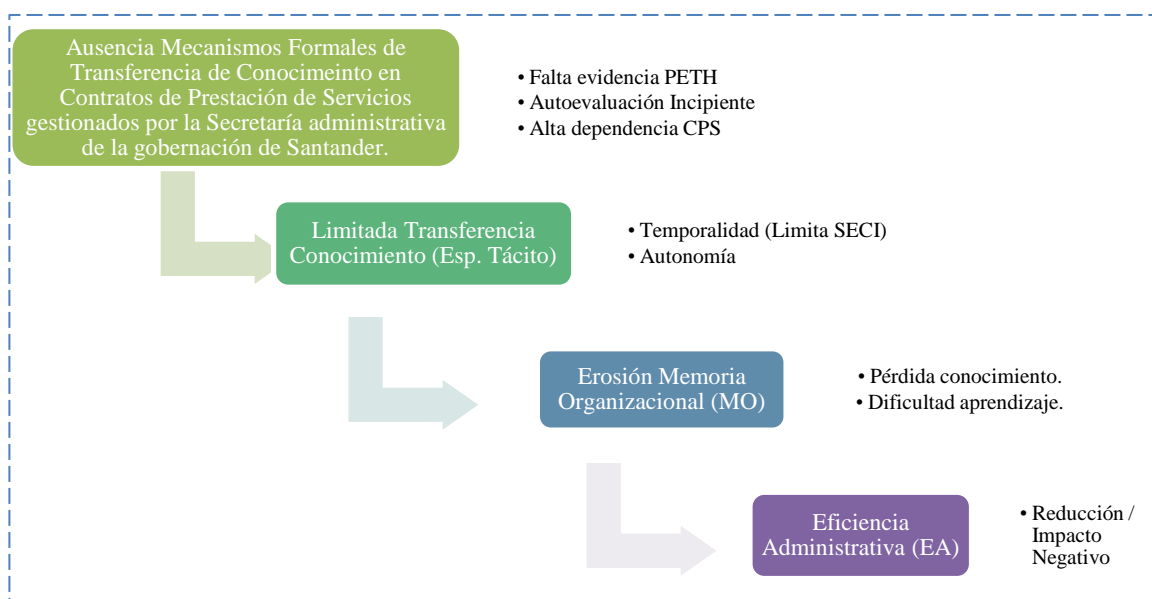 Ausencia Mecanismos Formales de
Transferencia de Conocimeinto en
Contratos de Prestación de Servicios
gestionados por la Secretaría administrativa
de la gobernación de Santander.
• Falta evidencia PETH
• Autoevaluación Incipiente
• Alta dependencia CPS
Limitada Transferencia
Conocimiento (Esp. Tácito)
• Temporalidad (Limita SECI)
• Autonomía
Erosión Memoria
Organizacional (MO)
• Pérdida conocimiento.
• Dificultad aprendizaje.
Eficiencia
Administrativa (EA)
• Reducción /
Impacto
Negativo